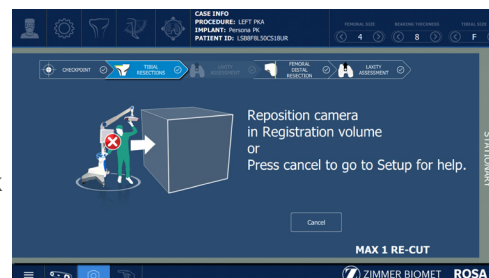 CASE INFO
PROCEDURE: LEFT PKA
IMPLANT: Persona PK
PATIENT ID: LSBBFBL50CS18UR
FEMORAL SIZE
4
BEARING THICKNESS
8
TIBIAL SIZE
F
CHECKPOINT
TIBIAL
RESECTIONS
LAXITY
ASSESSMENT
FEMORAL
DISTAL
RESECTION
LAXITY
ASSESSMENT
Reposition camera
in Registration volume
or
Press cancel to go to Setup for help.
STATIONARY
Cancel
MAX 1 RE-CUT
ZIMMER BIOMET ROSA